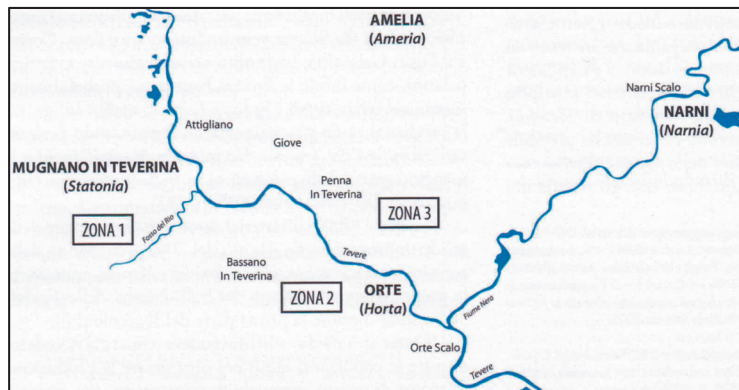 AMELIA
(Ameria)
Narni Scalo
NARNI
(Narnia)
Attigliano
Giove
MUGNANO IN TEVERINA
(Statonia)
Penna
In Teverina
ZONA 3
ZONA 1
Fosso del Rio
Tevere
Bassano
In Teverina
ZONA 2
ORTE
(Horta)
Fiume Nera
Orte Scalo
Tevere